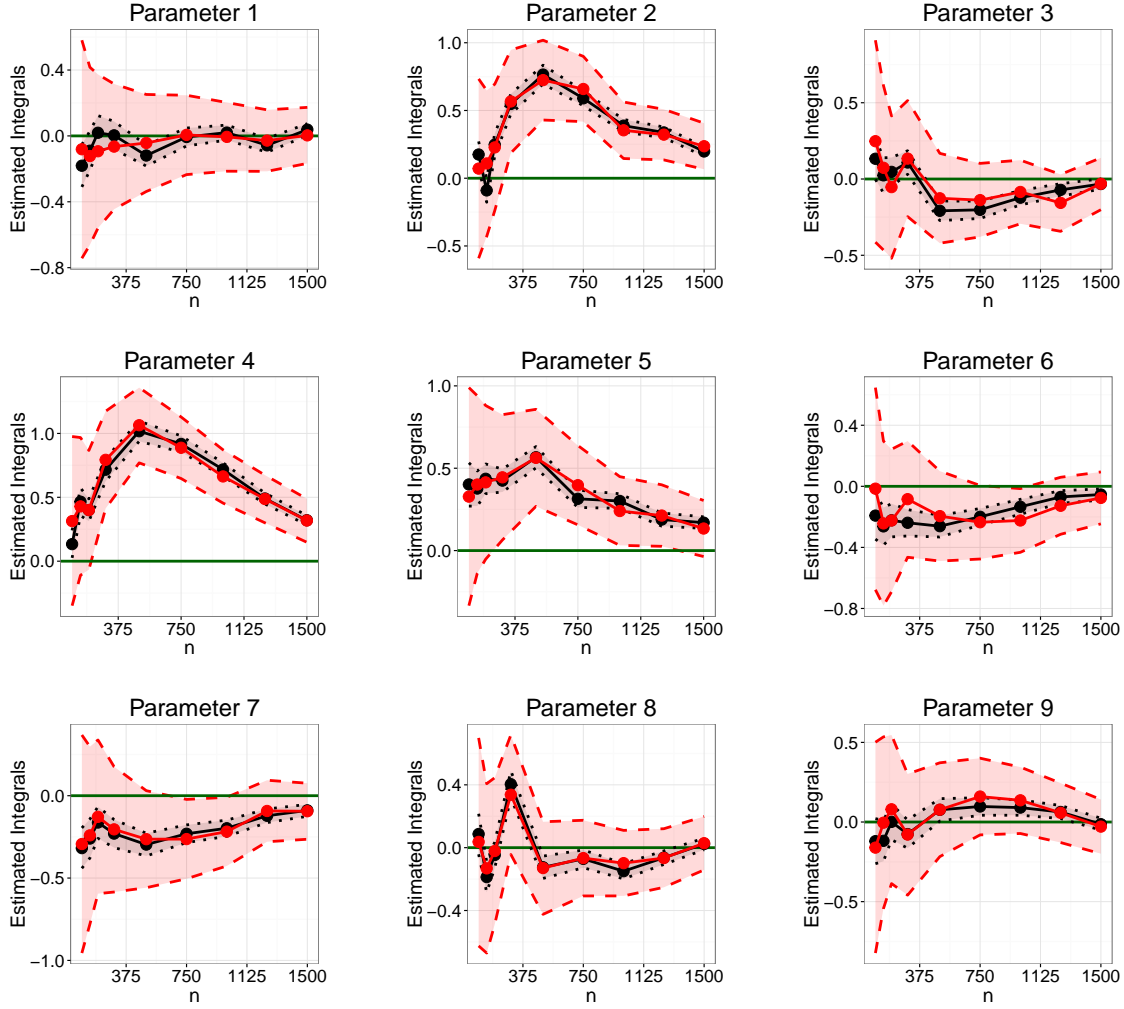 Parameter 1
Parameter 2
Parameter 3
Estimated Integrals
0.4
0.0
−0.4
−0.8
375 750 1125 1500
n
Estimated Integrals
1.0
0.5
0.0
−0.5
375 750 1125 1500
n
Estimated Integrals
0.5
0.0
−0.5
375 750 1125 1500
n
Parameter 4
Parameter 5
Parameter 6
Estimated Integrals
1.0
0.5
0.0
375 750 1125 1500
n
Estimated Integrals
1.0
0.5
0.0
375 750 1125 1500
n
Estimated Integrals
0.4
0.0
−0.4
−0.8
375 750 1125 1500
n
Parameter 7
Parameter 8
Parameter 9
Estimated Integrals
0.0
−0.5
−1.0
375 750 1125 1500
n
Estimated Integrals
0.4
0.0
−0.4
375 750 1125 1500
n
Estimated Integrals
0.5
0.0
−0.5
375 750 1125 1500
n